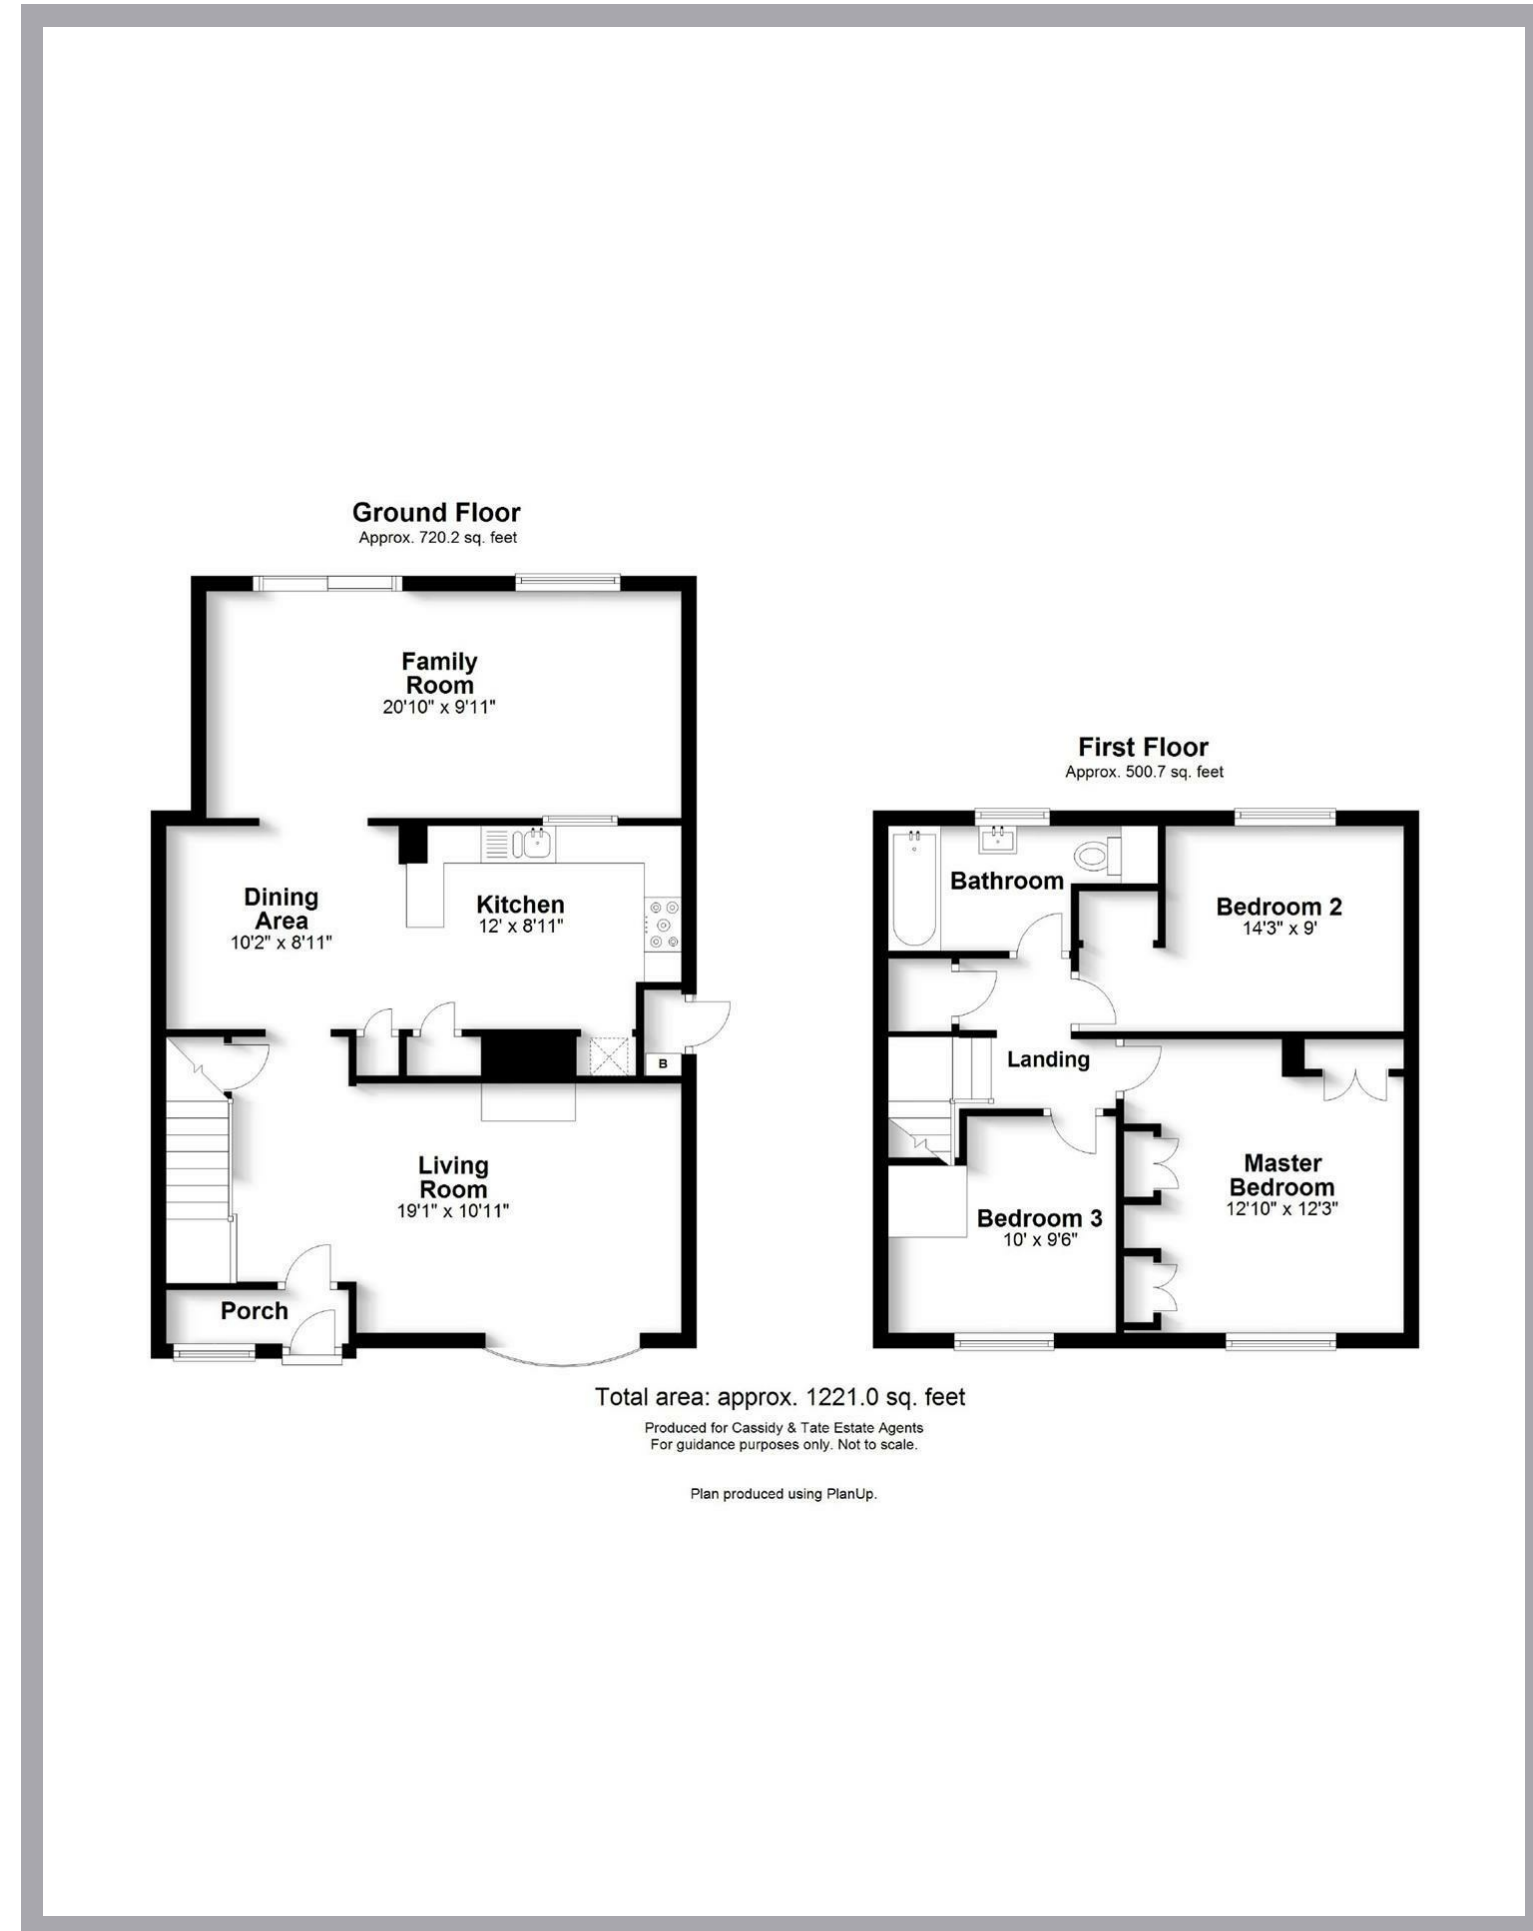 Ground Floor
Approx. 720.2 sq. feet
Family
Room
20'10" x 9'11"
Dining
Area
10'2" x 8'11"
Kitchen
12' x 8'11"
B
Living
Room
19'1" x 10'11"
Porch
First Floor
Approx. 500.7 sq. feet
Bathroom
Bedroom 2
14'3" x 9'
Landing
Master
Bedroom
12'10" x 12'3"
Bedroom 3
10' x 9'6"
Total area: approx. 1221.0 sq. feet
Produced for Cassidy & Tate Estate Agents
For guidance purposes only. Not to scale.
Plan produced using PlanUp.